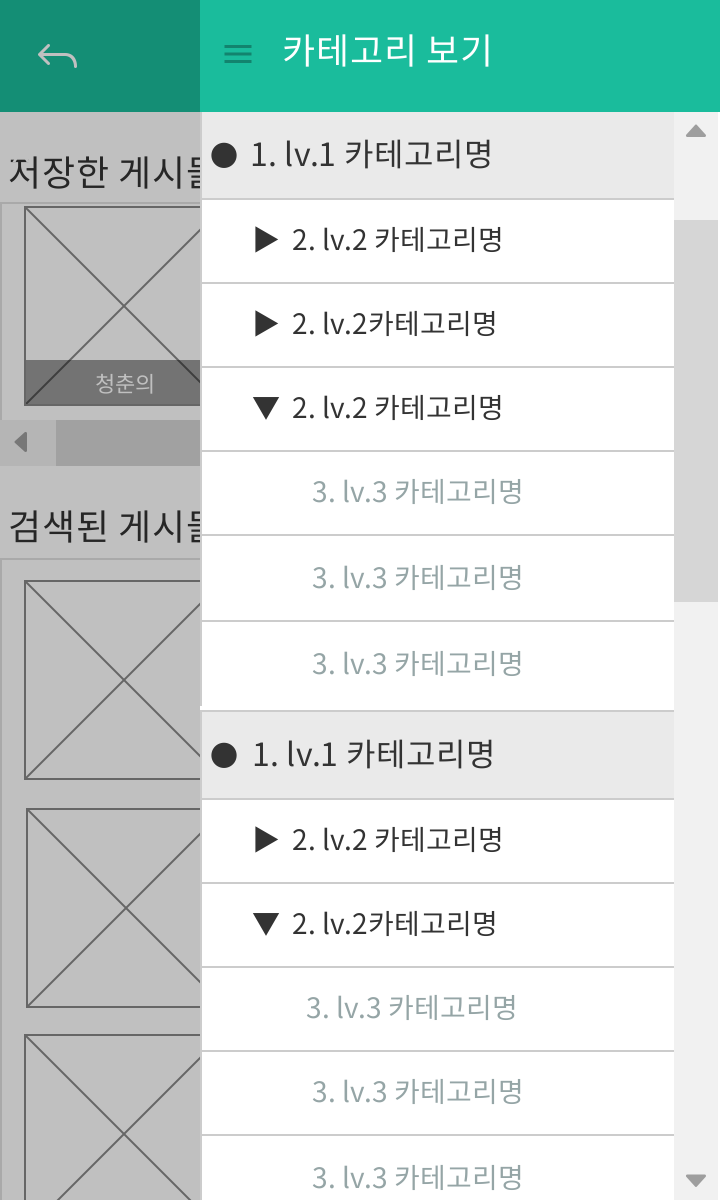 카테고리 보기
저장한 게시
청춘의
검색된 게시
● 1. lv.1 카테고리명
▶ 2. lv.2 카테고리명
▶ 2. lv.2카테고리명
▼ 2. lv.2 카테고리명
3. lv.3 카테고리명
3. lv.3 카테고리명
3. lv.3 카테고리명
● 1. lv.1 카테고리명
▶ 2. lv.2 카테고리명
▼ 2. lv.2카테고리명
3. lv.3 카테고리명
3. lv.3 카테고리명
3. lv.3 카테고리명